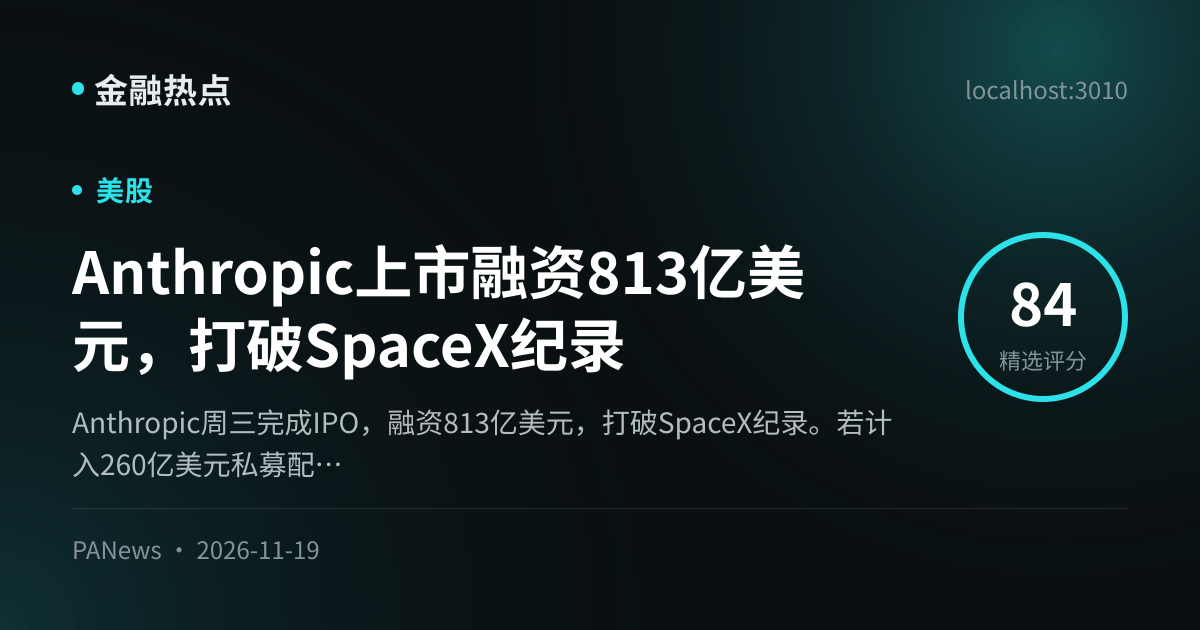 金融热点
localhost:3010
美股
Anthropic上市融资813亿美
元，打破SpaceX纪录
84
精选评分
Anthropic周三完成IPO，融资813亿美元，打破SpaceX纪录。若计
入260亿美元私募配…
PANews · 2026-11-19